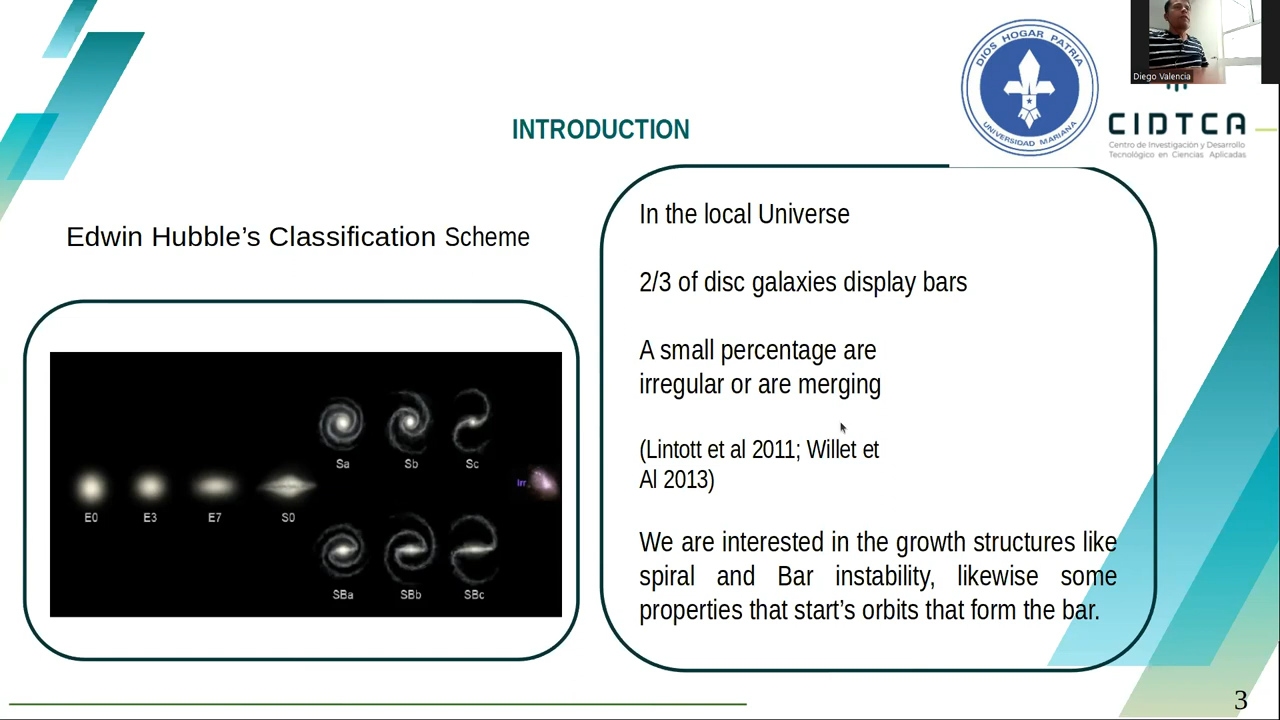 DIOS HOGAR PATRIA
UNIVERSIDAD MARIANA
Diego Valencia
CIDTCA
Centro de Investigación y Desarrollo
Tecnológico en Ciencias Aplicadas
INTRODUCTION
Edwin Hubble’s Classification Scheme
E0
E3
E7
S0
Sa
Sb
Sc
SBa
SBb
SBc
Irr
In the local Universe
2/3 of disc galaxies display bars
A small percentage are
irregular or are merging
(Lintott et al 2011; Willet et
Al 2013)
We are interested in the growth structures like
spiral and Bar instability, likewise some
properties that start’s orbits that form the bar.
3